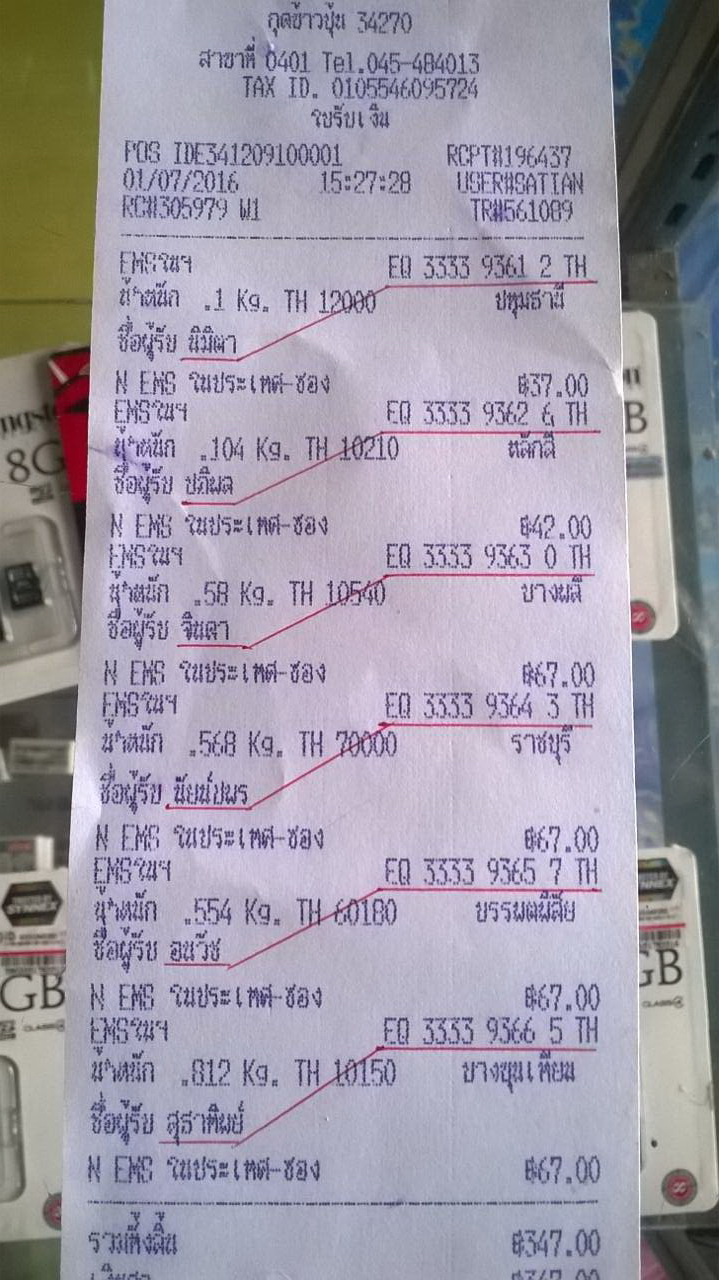 กุดข้าวปุ้น 34270
สาขาที่ 0401 Tel.045-484013
TAX ID. 0105546095724
ใบรับเงิน
POS IDE341209100001 RCPT#196437
01/07/2016 15:27:28 USER#SATIAN
RC#305979 W1 TR#561089
EMSในฯ EQ 3333 9361 2 TH
น้ำหนัก .1 Kg. TH 12000 ปทุมธานี
ชื่อผู้รับ นิมิผา
N EMS ในประเทศ-ซอง ฿37.00
EMSในฯ EQ 3333 9362 6 TH
น้ำหนัก .104 Kg. TH 10210 หลักสี่
ชื่อผู้รับ ปภิผล
N EMS ในประเทศ-ซอง ฿42.00
EMSในฯ EQ 3333 9363 0 TH
น้ำหนัก .58 Kg. TH 10540 บางพลี
ชื่อผู้รับ จินดา
N EMS ในประเทศ-ซอง ฿67.00
EMSในฯ EQ 3333 9364 3 TH
น้ำหนัก .568 Kg. TH 70000 ราชบุรี
ชื่อผู้รับ นัยน์ปพร
N EMS ในประเทศ-ซอง ฿67.00
EMSในฯ EQ 3333 9365 7 TH
น้ำหนัก .554 Kg. TH 60180 บรรพตพิสัย
ชื่อผู้รับ อนวัช
N EMS ในประเทศ-ซอง ฿67.00
EMSในฯ EQ 3333 9366 5 TH
น้ำหนัก .812 Kg. TH 10150 บางขุนเทียน
ชื่อผู้รับ สุธาทิพย์
N EMS ในประเทศ-ซอง ฿67.00
รวมทั้งสิ้น ฿347.00
8G
GB
GB